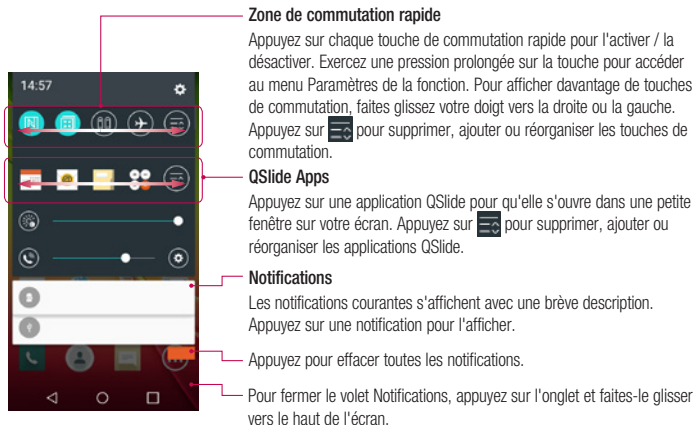 Zone de commutation rapide
Appuyez sur chaque touche de commutation rapide pour l'activer / la
désactiver. Exercez une pression prolongée sur la touche pour accéder
au menu Paramètres de la fonction. Pour afficher davantage de touches
de commutation, faites glissez votre doigt vers la droite ou la gauche.
Appuyez sur pour supprimer, ajouter ou réorganiser les touches de
commutation.
14:57
QSlide Apps
Appuyez sur une application QSlide pour qu'elle s'ouvre dans une petite
fenêtre sur votre écran. Appuyez sur pour supprimer, ajouter ou
réorganiser les applications QSlide.
Notifications
Les notifications courantes s'affichent avec une brève description.
Appuyez sur une notification pour l'afficher.
Appuyez pour effacer toutes les notifications.
Pour fermer le volet Notifications, appuyez sur l'onglet et faites-le glisser
vers le haut de l'écran.